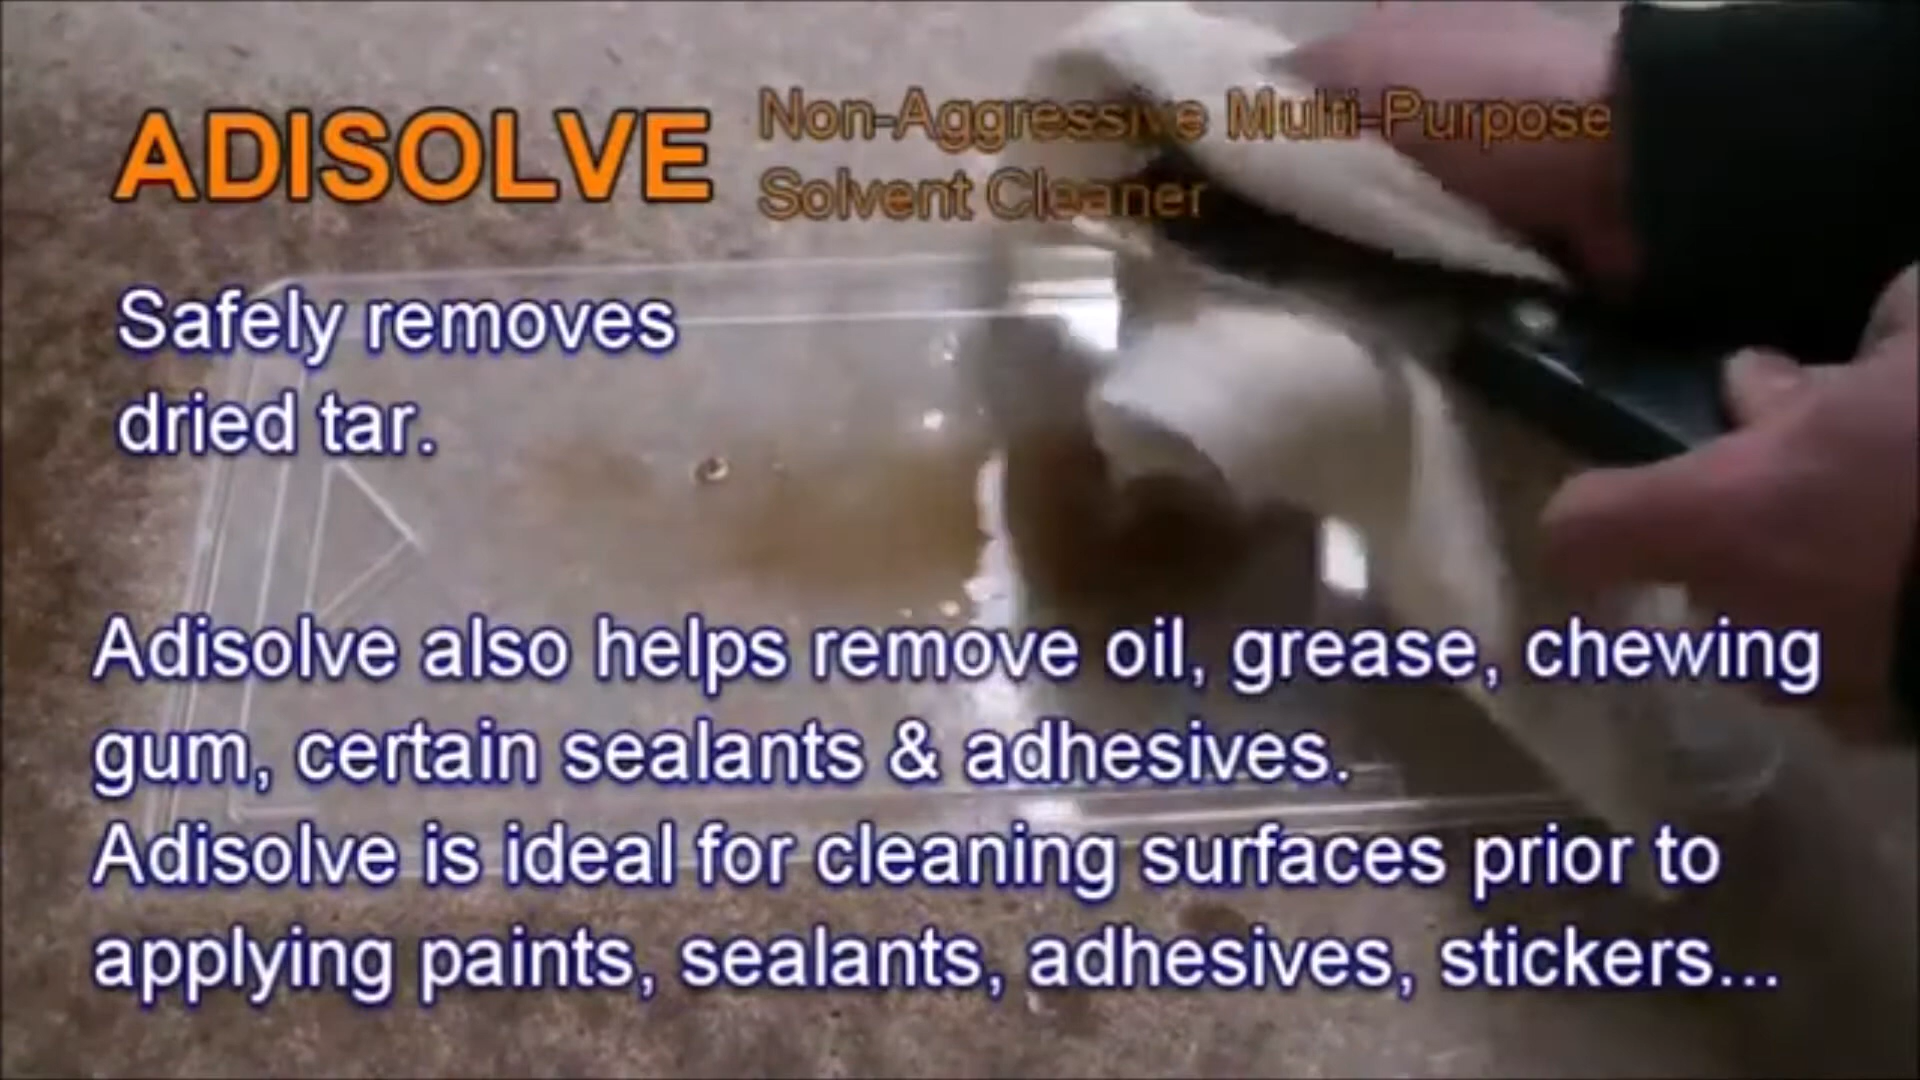 ADISOLVE
Non-Aggressive Multi-Purpose
Solvent Cleaner
Safely removes
dried tar.
Adisolve also helps remove oil, grease, chewing
gum, certain sealants & adhesives.
Adisolve is ideal for cleaning surfaces prior to
applying paints, sealants, adhesives, stickers...